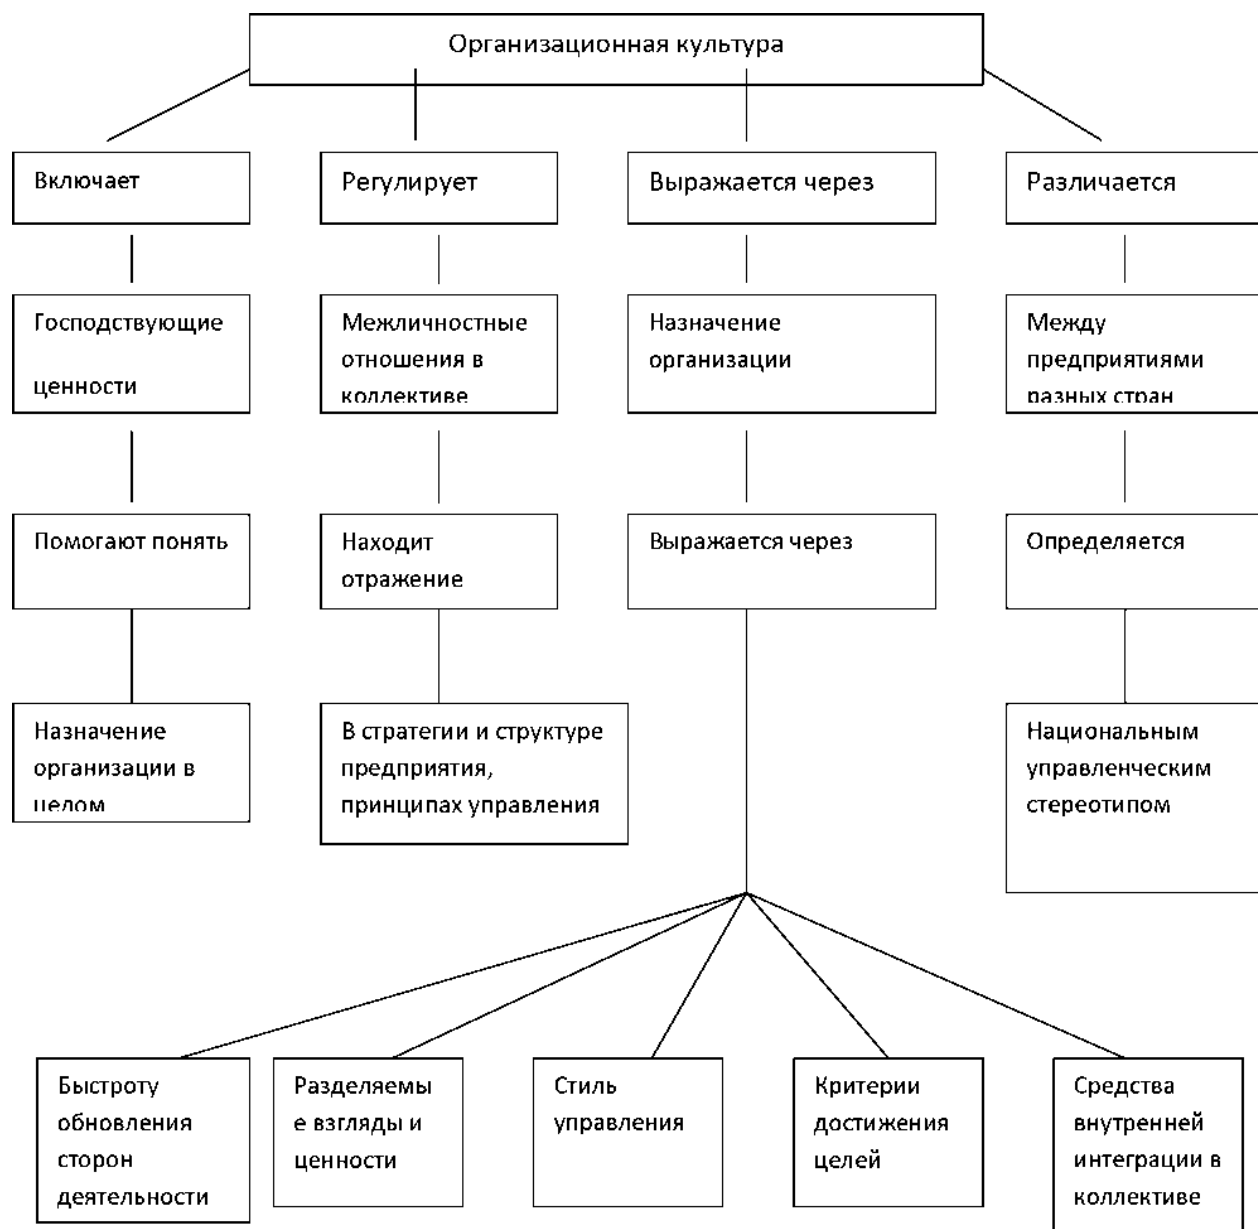 Организационная культура
Включает
Регулирует
Выражается через
Различается
Господствующие
ценности
Межличностные
отношения в
коллективе
Назначение
организации
Между
предприятиями
разных стран
Помогают понять
Находит
отражение
Выражается через
Определяется
Назначение
организации в
целом
В стратегии и структуре
предприятия,
принципах управления
Национальным
управленческим
стереотипом
Быстроту
обновления
сторон
деятельности
Разделяемы
е взгляды и
ценности
Стиль
управления
Критерии
достижения
целей
Средства
внутренней
интеграции в
коллективе